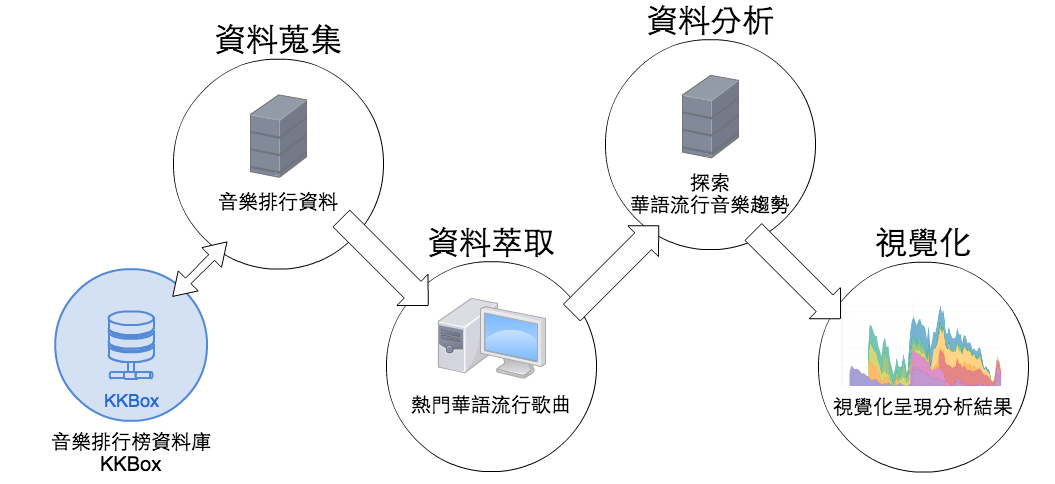 資料蒐集
音樂排行資料
KKBox
音樂排行榜資料庫
KKBox
資料萃取
熱門華語流行歌曲
資料分析
探索
華語流行音樂趨勢
視覺化
視覺化呈現分析結果